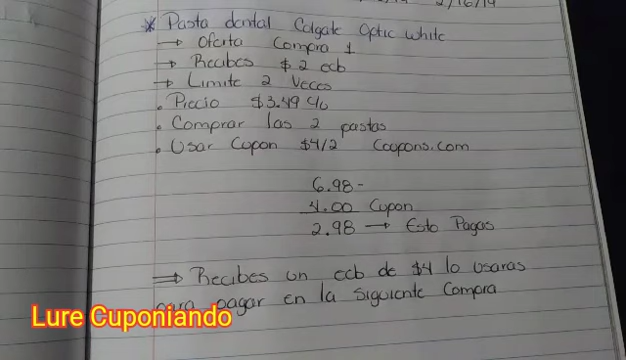 2/16/19
* Pasta dental Colgate Optic White
→ Oferta Compra 1
→ Recibes $2 ecb
→ Limite 2 Veces
. Precio $3.49 c/u
. Comprar las 2 pastas
. Usar Cupon $4/2 Coopons.com
6.98 -
4.00 Cupon
2.98 → Esto Pagas
⇒ Recibes un ecb de $4 lo usaras
para pagar en la siguiente Compra
Lure Cuponiando